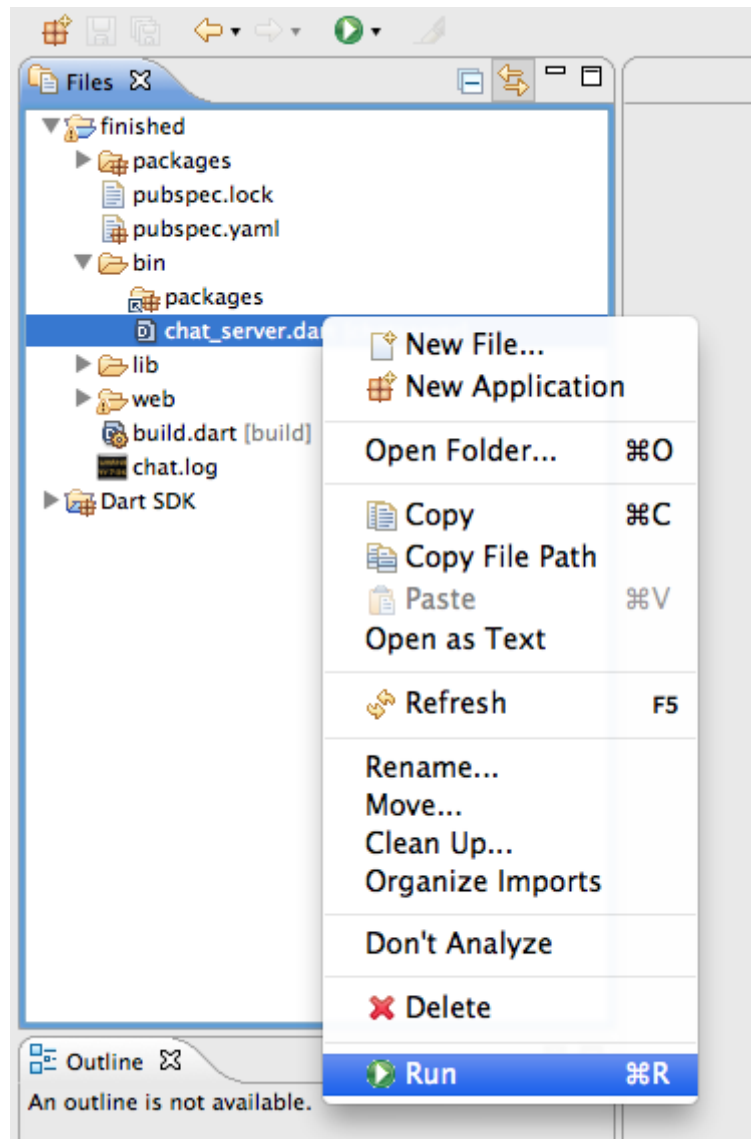 Files
finished
packages
pubspec.lock
pubspec.yaml
bin
packages
chat_server.dart
lib
web
build.dart [build]
chat.log
Dart SDK
New File...
New Application
Open Folder... ⌘O
Copy ⌘C
Copy File Path
Paste ⌘V
Open as Text
Refresh F5
Rename...
Move...
Clean Up...
Organize Imports
Don't Analyze
Delete
Run ⌘R
Outline
An outline is not available.